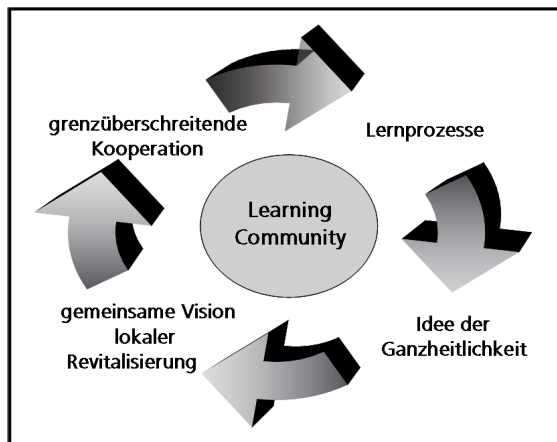 grenzüberschreitende
Kooperation
Lernprozesse
Learning
Community
gemeinsame Vision
lokaler
Revitalisierung
Idee der
Ganzheitlichkeit